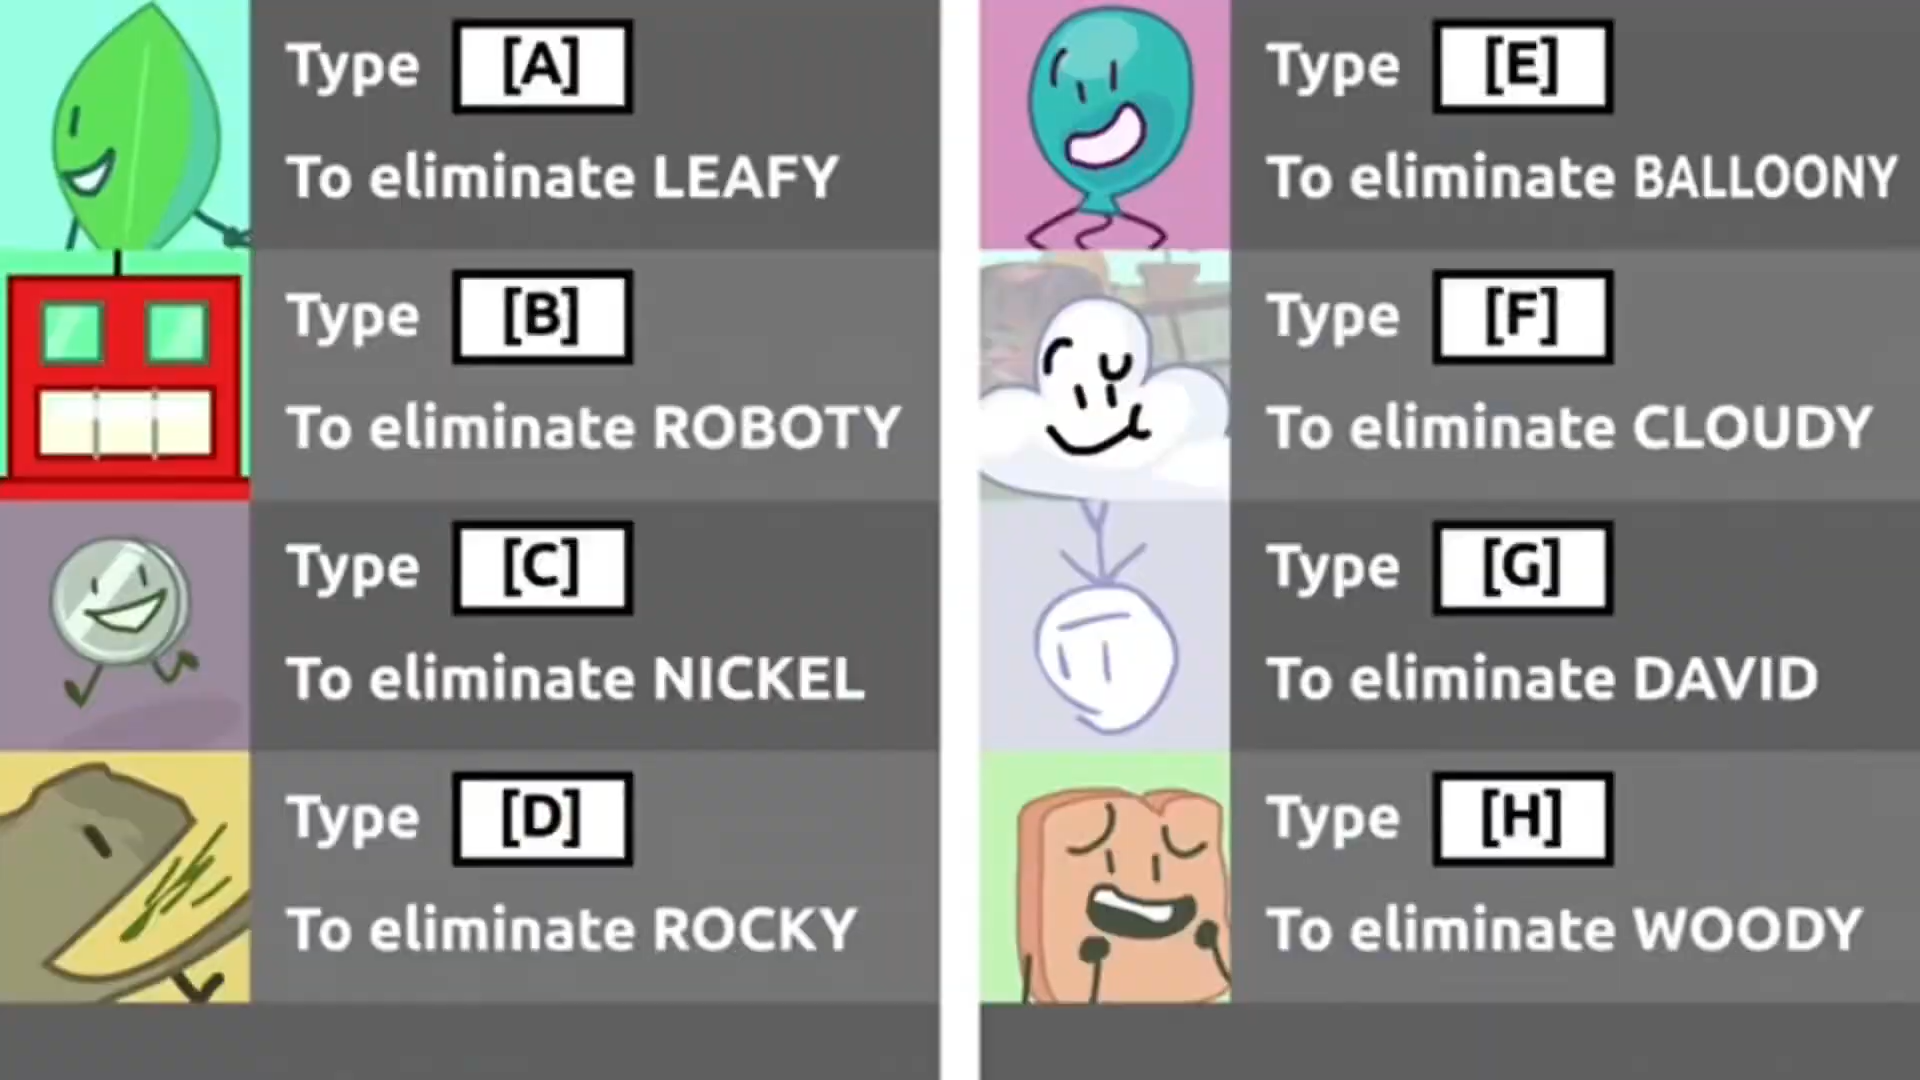 Type [A]
To eliminate LEAFY
Type [B]
To eliminate ROBOTY
Type [C]
To eliminate NICKEL
Type [D]
To eliminate ROCKY
Type [E]
To eliminate BALLOONY
Type [F]
To eliminate CLOUDY
Type [G]
To eliminate DAVID
Type [H]
To eliminate WOODY